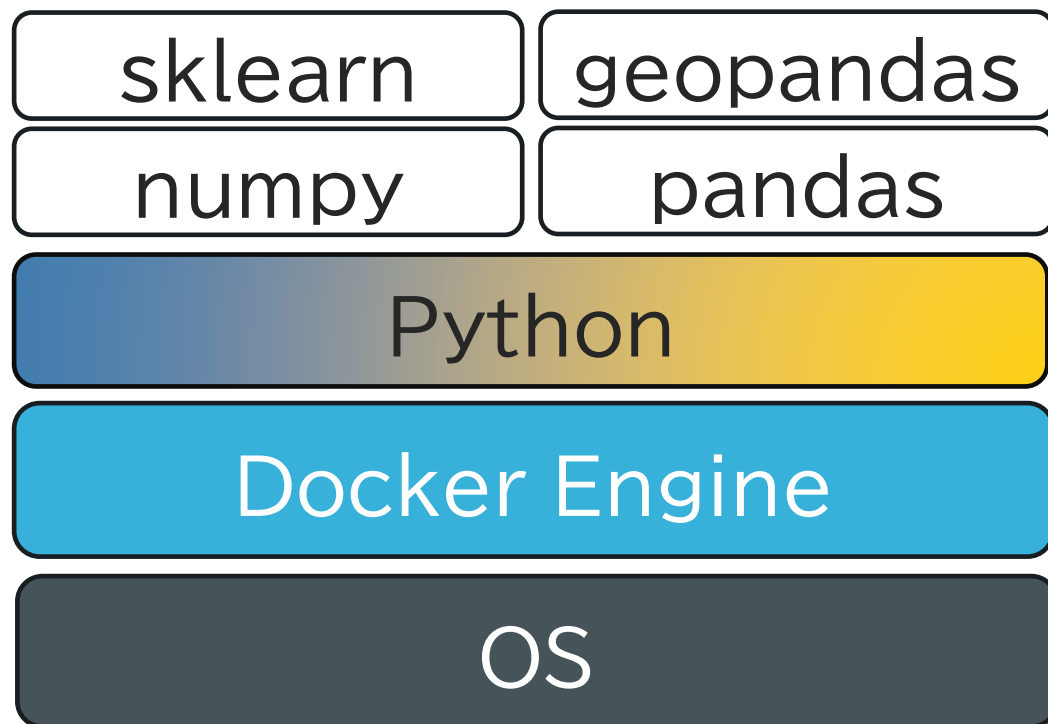 sklearn
geopandas
numpy
pandas
Python
Docker Engine
OS